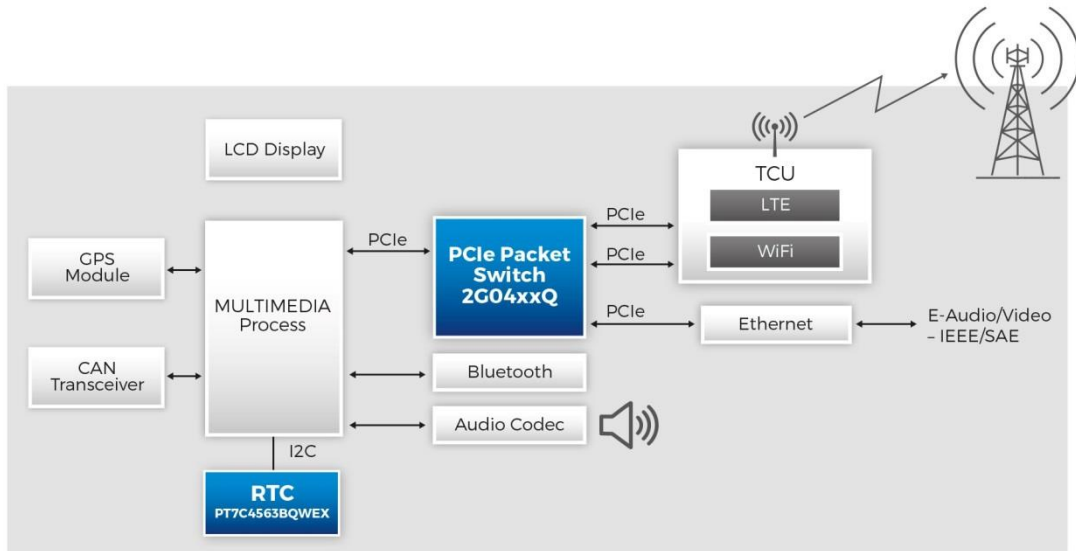 LCD Display
TCU
LTE
WiFi
PCIe
PCIe
PCIe
PCIe Packet
Switch
2G04xxQ
GPS
Module
MULTIMEDIA
Process
PCIe
Ethernet
E-Audio/Video
– IEEE/SAE
CAN
Transceiver
Bluetooth
Audio Codec
I2C
RTC
PT7C4563BQWEX